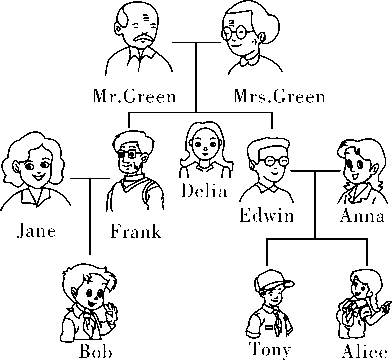 Mr.Green
Mrs.Green
Delia
Jane
Frank
Edwin
Anna
Bob
Tony
Alice